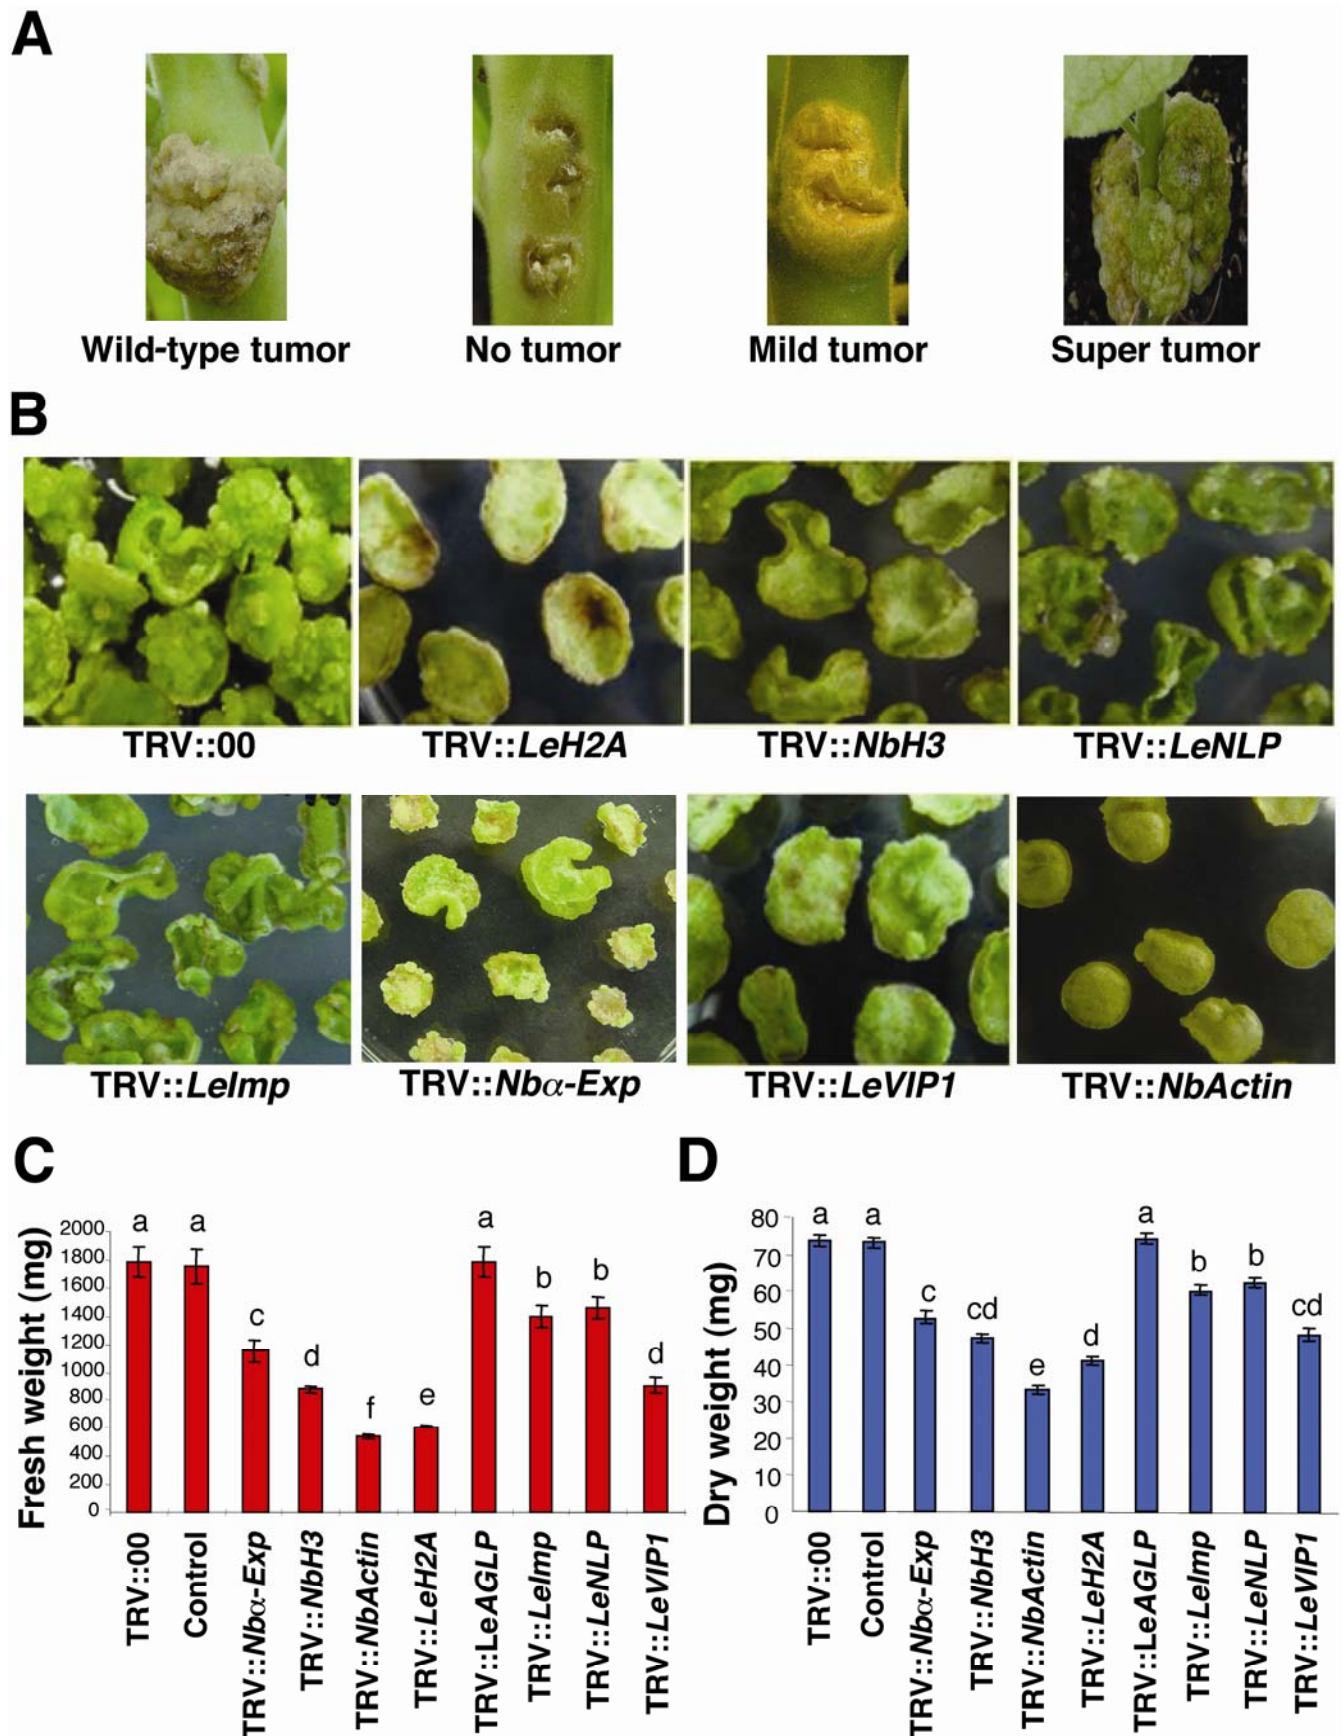 A
Wild-type tumor
No tumor
Mild tumor
Super tumor
B
TRV::00
TRV::LeH2A
TRV::NbH3
TRV::LeNLP
TRV::LeImp
TRV::Nbα-Exp
TRV::LeVIP1
TRV::NbActin
C
Fresh weight (mg)
2000
1800
1600
1400
1200
1000
800
600
400
200
0
a
a
c
d
f
e
a
b
b
d
TRV::00
Control
TRV::Nbα-Exp
TRV::NbH3
TRV::NbActin
TRV::LeH2A
TRV::LeAGLP
TRV::LeImp
TRV::LeNLP
TRV::LeVIP1
D
Dry weight (mg)
80
70
60
50
40
30
20
10
0
a
a
c
cd
e
d
a
b
b
cd
TRV::00
Control
TRV::Nbα-Exp
TRV::NbH3
TRV::NbActin
TRV::LeH2A
TRV::LeAGLP
TRV::LeImp
TRV::LeNLP
TRV::LeVIP1